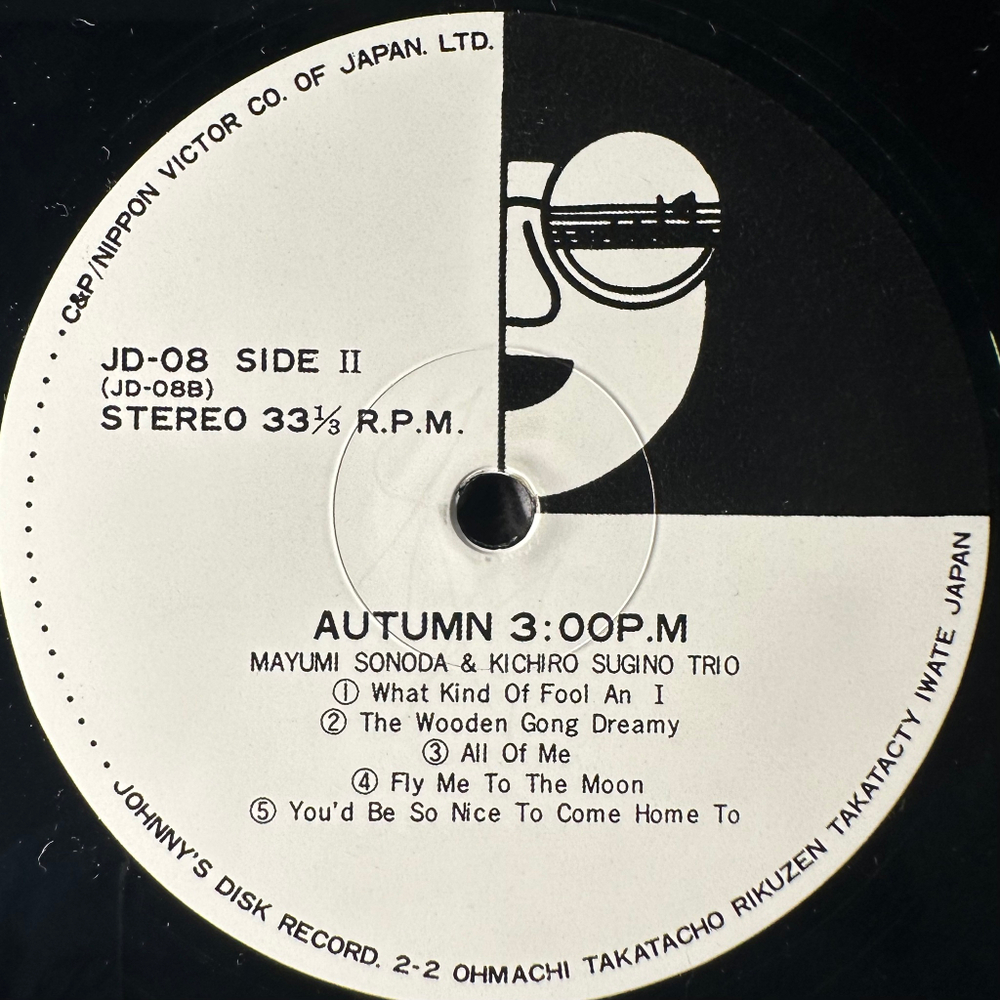 C&P/NIPPON VICTOR CO. OF JAPAN. LTD.
JD-08 SIDE II
(JD-08B)
STEREO 33⅓ R.P.M.
AUTUMN 3:00P.M
MAYUMI SONODA & KICHIRO SUGINO TRIO
① What Kind Of Fool An I
② The Wooden Gong Dreamy
③ All Of Me
④ Fly Me To The Moon
⑤ You'd Be So Nice To Come Home To
JOHNNY'S DISK RECORD. 2-2 OHMACHI TAKATACHO RIKUZEN TAKATACTY IWATE JAPAN